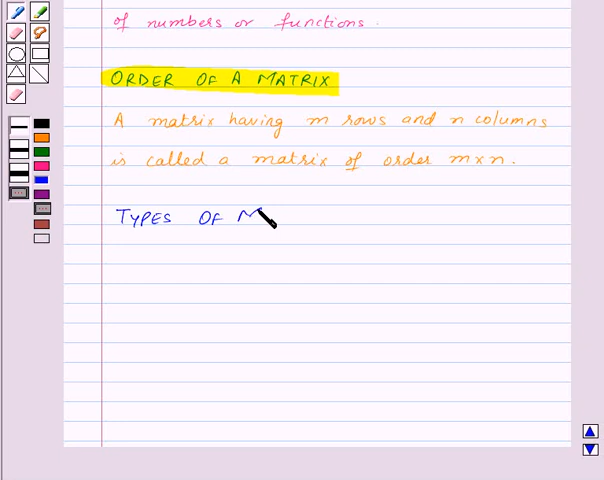 of numbers or functions.
ORDER OF A MATRIX
A matrix having m rows and n columns
is called a matrix of order m x n.
TYPES OF M